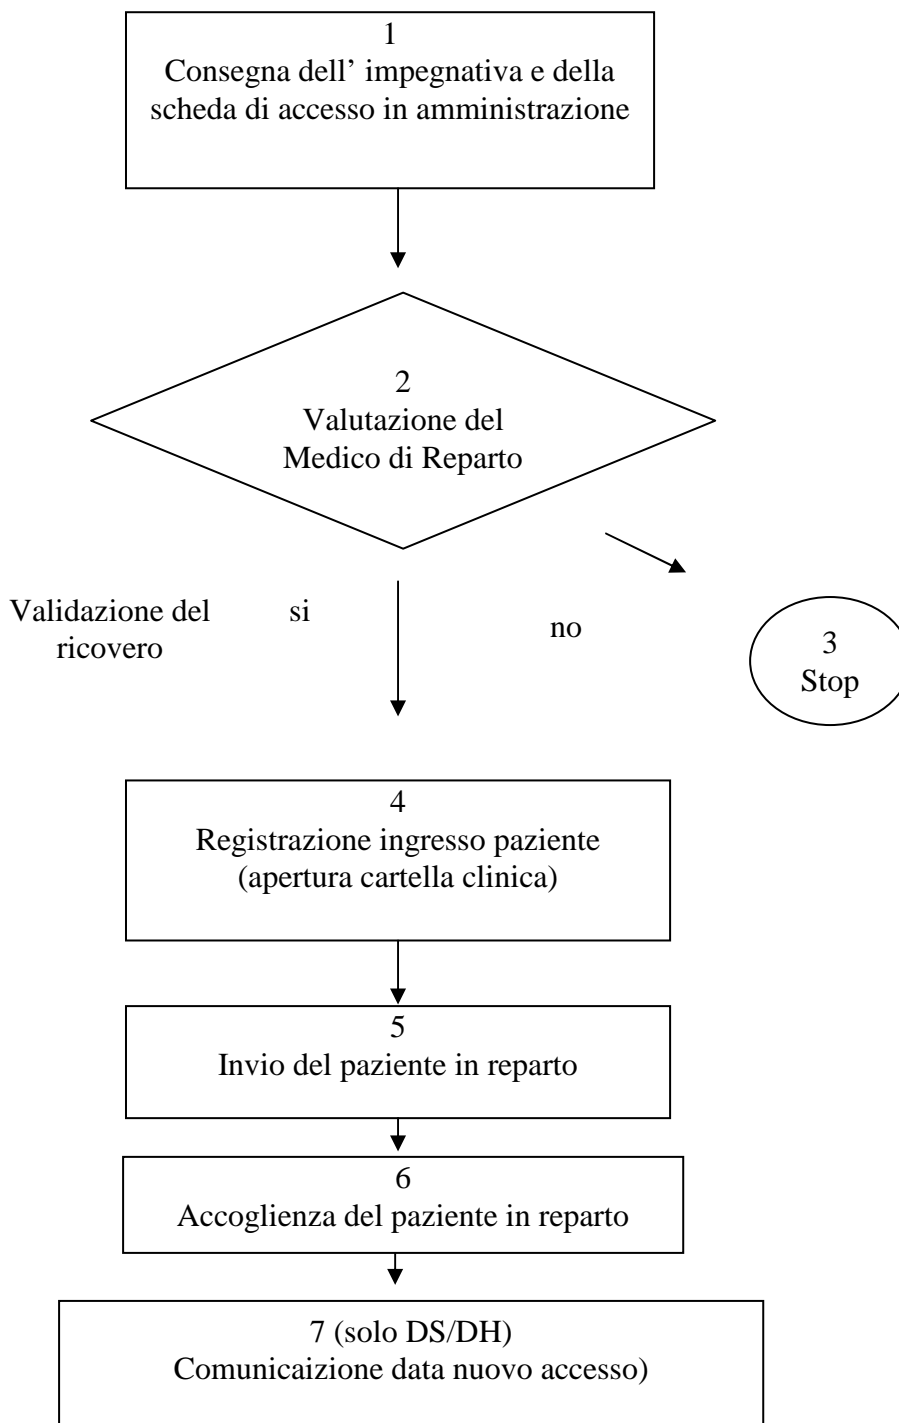 1
Consegna dell’ impegnativa e della
scheda di accesso in amministrazione
2
Valutazione del
Medico di Reparto
Validazione del
ricovero
si
no
3
Stop
4
Registrazione ingresso paziente
(apertura cartella clinica)
5
Invio del paziente in reparto
6
Accoglienza del paziente in reparto
7 (solo DS/DH)
Comunicaizione data nuovo accesso)